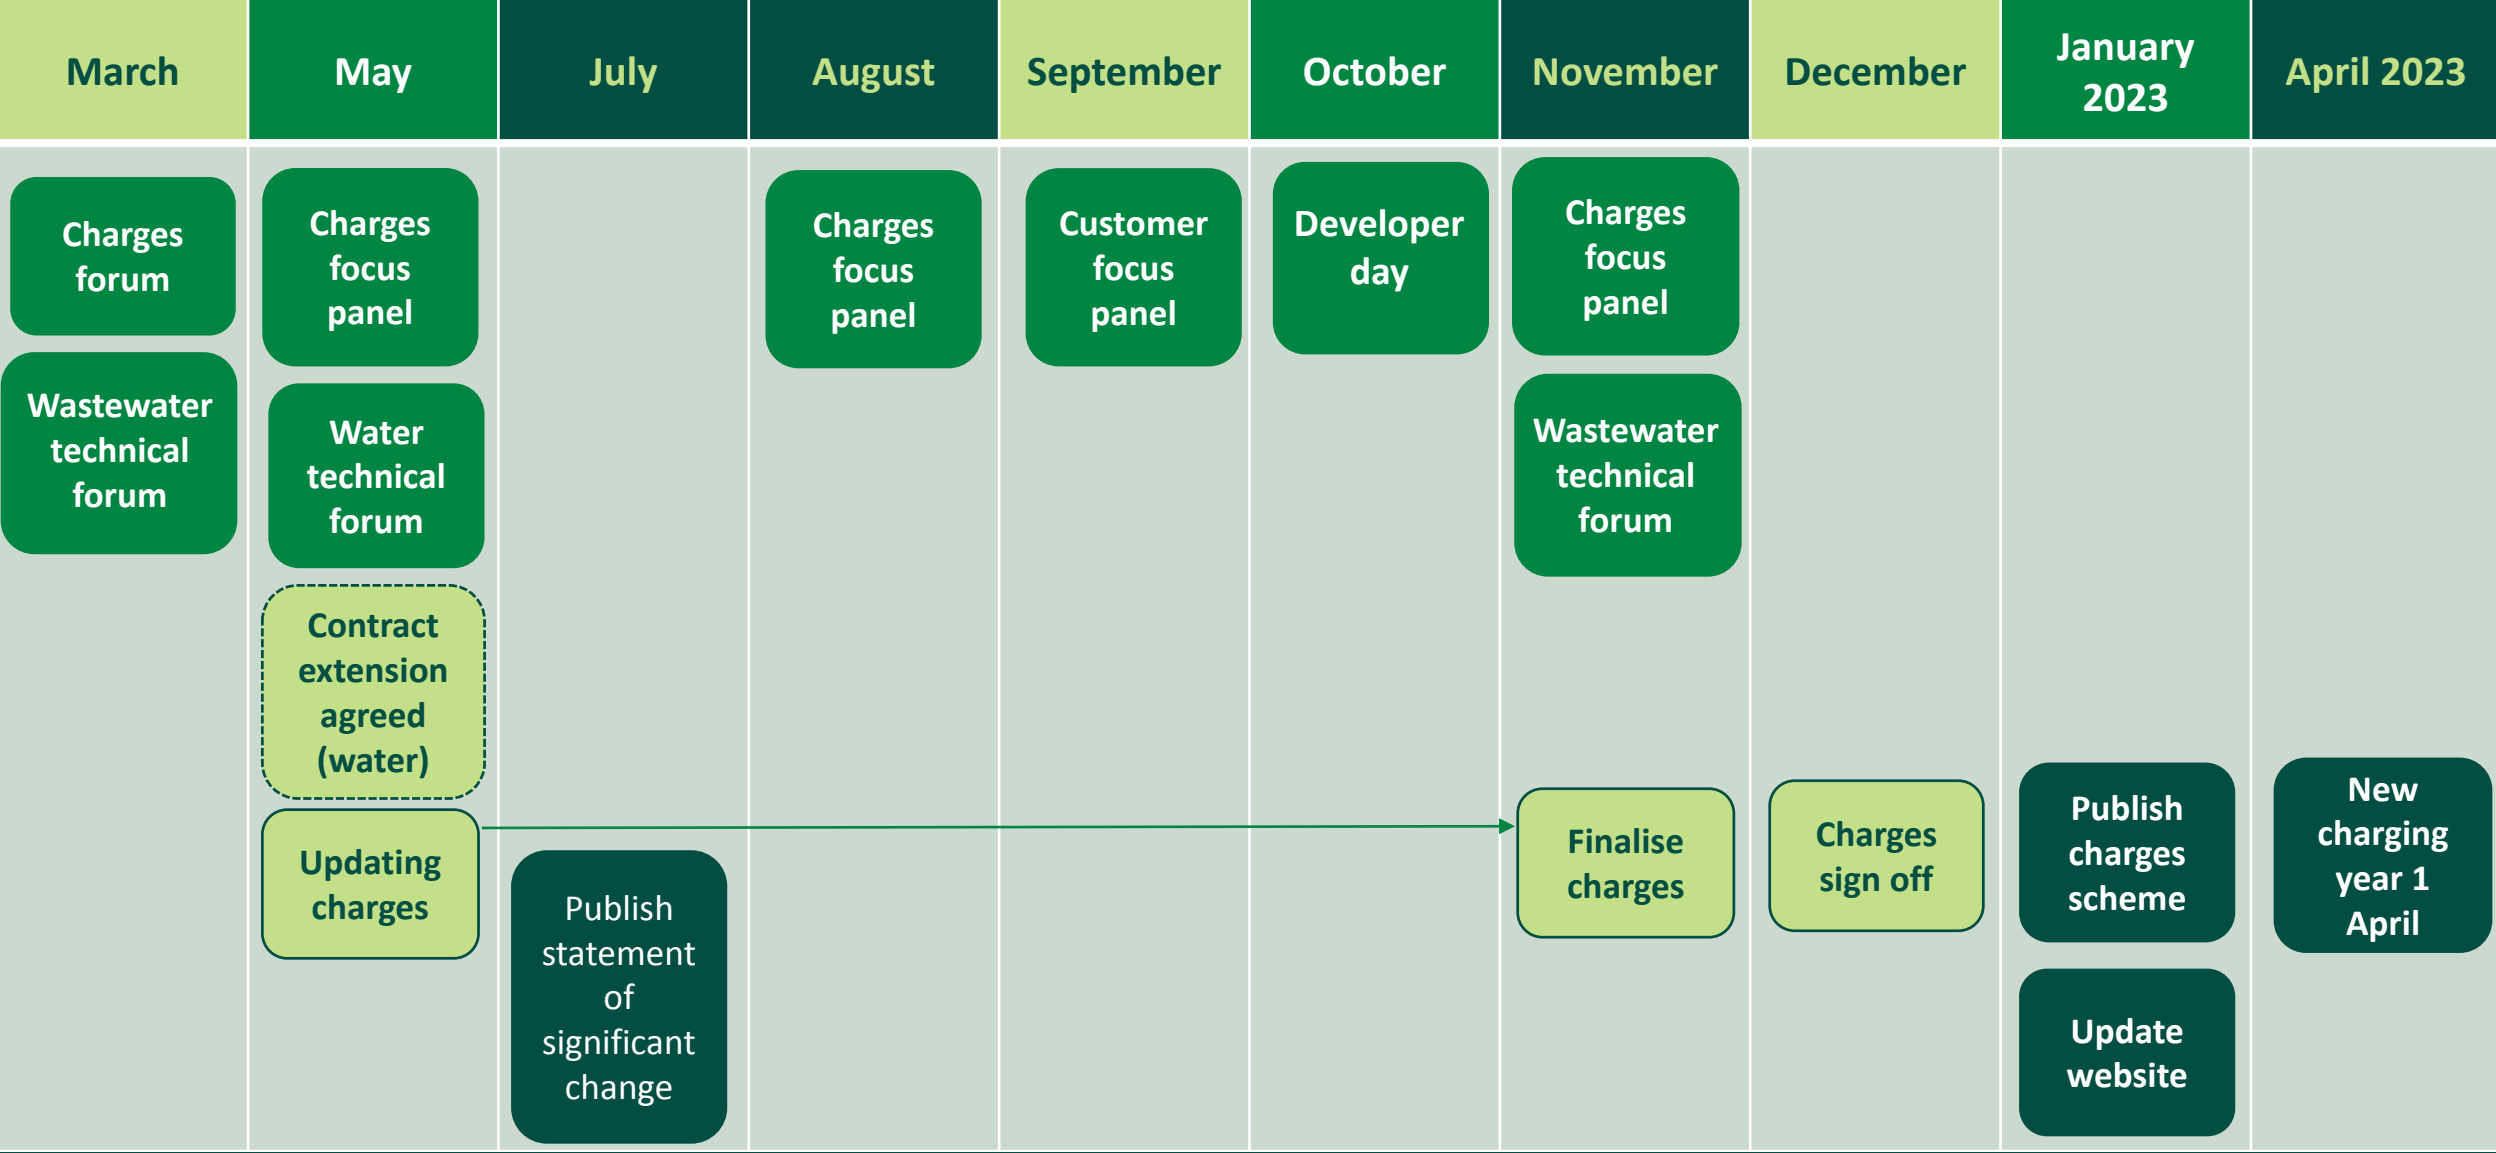 March
May
July
August
September
October
November
December
January
2023
April 2023
Charges
forum
Wastewater
technical
forum
Charges
focus
panel
Water
technical
forum
Contract
extension
agreed
(water)
Updating
charges
Publish
statement
of
significant
change
Charges
focus
panel
Customer
focus
panel
Developer
day
Charges
focus
panel
Wastewater
technical
forum
Finalise
charges
Charges
sign off
Publish
charges
scheme
Update
website
New
charging
year 1
April